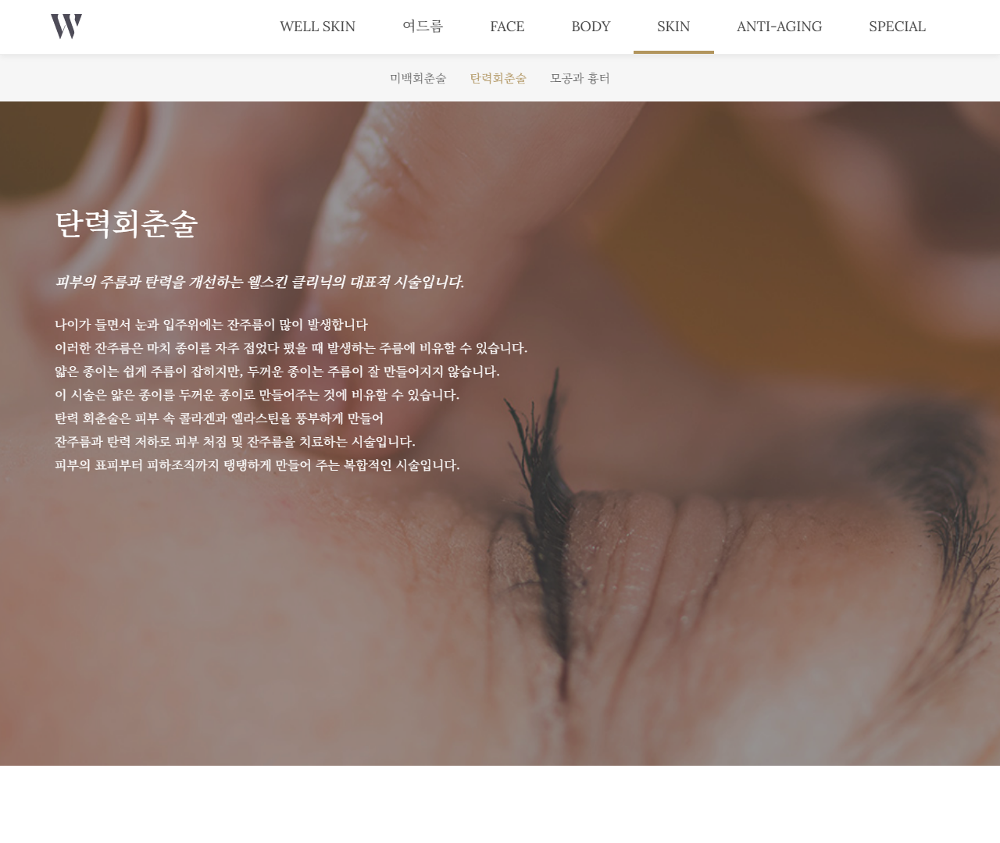 W
WELL SKIN 여드름 FACE BODY SKIN ANTI-AGING SPECIAL
미백회춘술 탄력회춘술 모공과 흉터
탄력회춘술
피부의 주름과 탄력을 개선하는 웰스킨 클리닉의 대표적 시술입니다.
나이가 들면서 눈과 입주위에는 잔주름이 많이 발생합니다
이러한 잔주름은 마치 종이를 자주 접었다 폈을 때 발생하는 주름에 비유할 수 있습니다.
얇은 종이는 쉽게 주름이 잡히지만, 두꺼운 종이는 주름이 잘 만들어지지 않습니다.
이 시술은 얇은 종이를 두꺼운 종이로 만들어주는 것에 비유할 수 있습니다.
탄력 회춘술은 피부 속 콜라겐과 엘라스틴을 풍부하게 만들어
잔주름과 탄력 저하로 피부 처짐 및 잔주름을 치료하는 시술입니다.
피부의 표피부터 피하조직까지 탱탱하게 만들어 주는 복합적인 시술입니다.